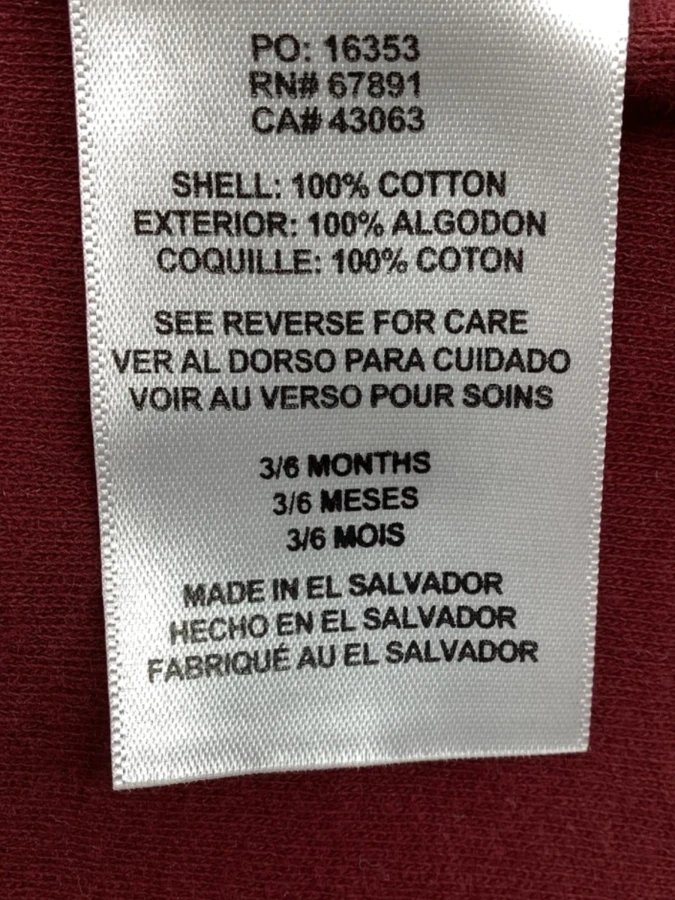 PO: 16353
RN# 67891
CA# 43063
SHELL: 100% COTTON
EXTERIOR: 100% ALGODON
COQUILLE: 100% COTON
SEE REVERSE FOR CARE
VER AL DORSO PARA CUIDADO
VOIR AU VERSO POUR SOINS
3/6 MONTHS
3/6 MESES
3/6 MOIS
MADE IN EL SALVADOR
HECHO EN EL SALVADOR
FABRIQUÉ AU EL SALVADOR